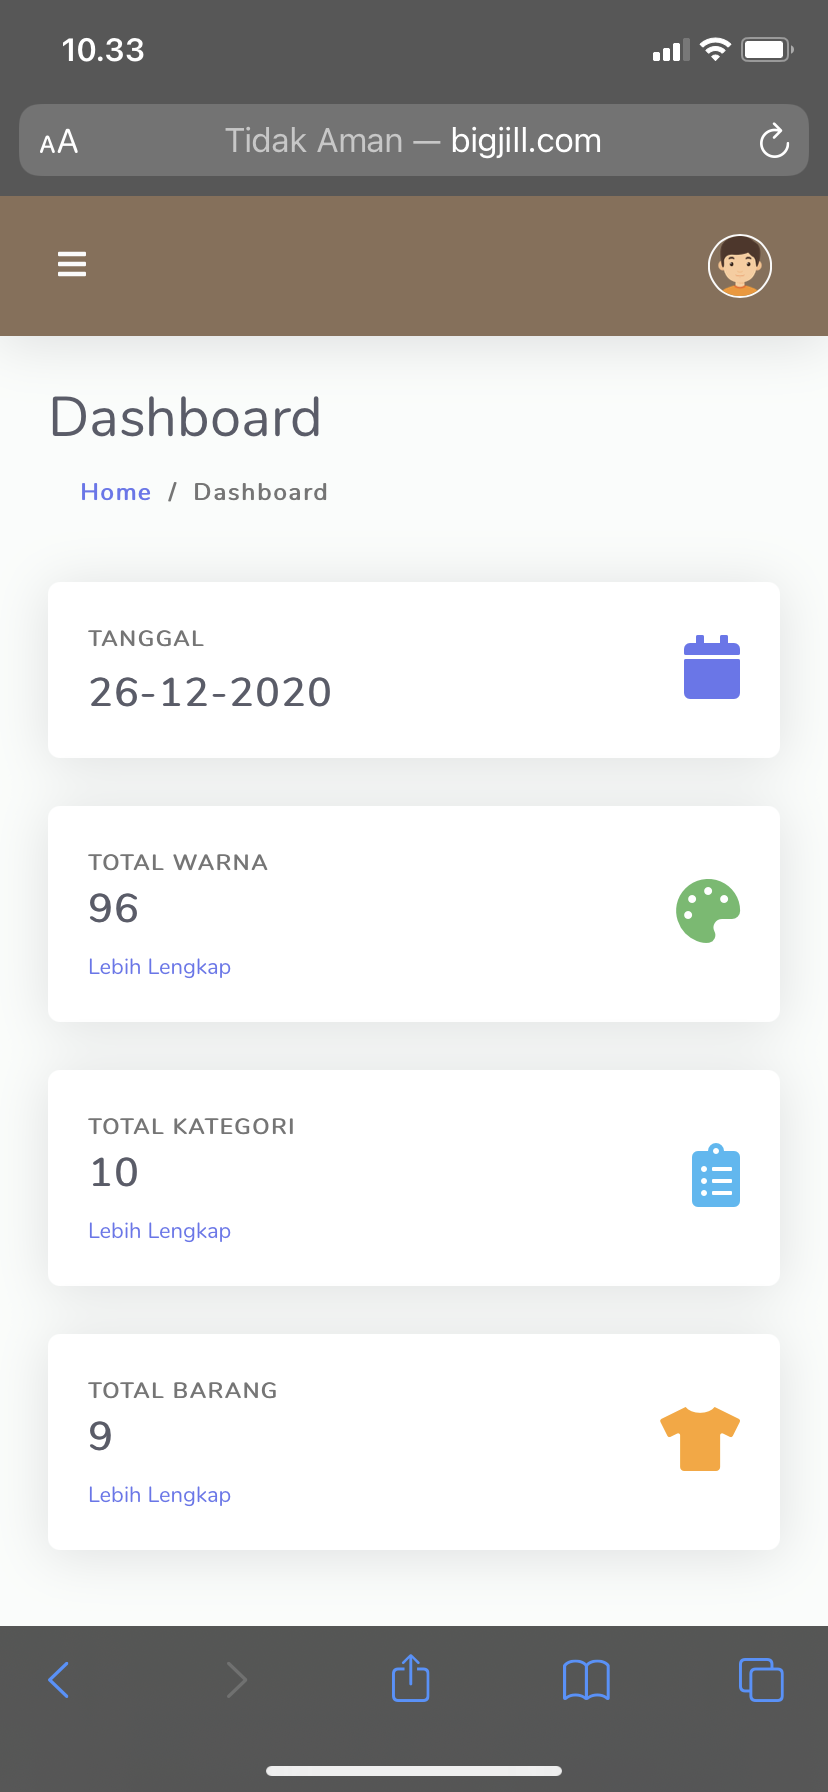 10.33
AA Tidak Aman — bigjill.com
Dashboard
Home / Dashboard
TANGGAL
26-12-2020
TOTAL WARNA
96
Lebih Lengkap
TOTAL KATEGORI
10
Lebih Lengkap
TOTAL BARANG
9
Lebih Lengkap